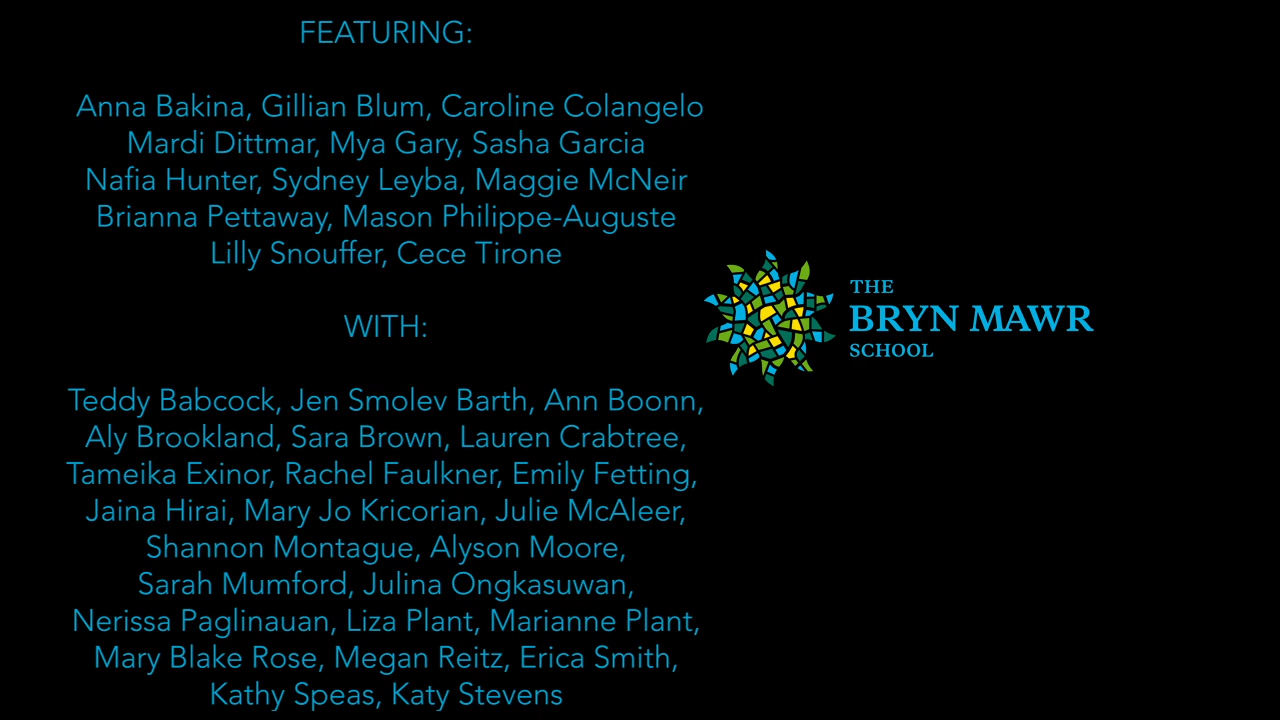 FEATURING:
Anna Bakina, Gillian Blum, Caroline Colangelo
Mardi Dittmar, Mya Gary, Sasha Garcia
Nafia Hunter, Sydney Leyba, Maggie McNeir
Brianna Pettaway, Mason Philippe-Auguste
Lilly Snouffer, Cece Tirone
WITH:
Teddy Babcock, Jen Smolev Barth, Ann Boonn,
Aly Brookland, Sara Brown, Lauren Crabtree,
Tameika Exinor, Rachel Faulkner, Emily Fetting,
Jaina Hirai, Mary Jo Kricorian, Julie McAleer,
Shannon Montague, Alyson Moore,
Sarah Mumford, Julina Ongkasuwan,
Nerissa Paglinauan, Liza Plant, Marianne Plant,
Mary Blake Rose, Megan Reitz, Erica Smith,
Kathy Speas, Katy Stevens
THE
BRYN MAWR
SCHOOL